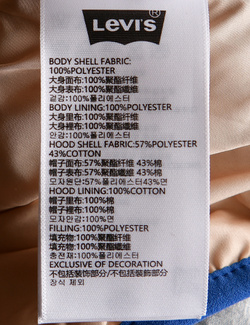 LEVI'S®
BODY SHELL FABRIC:
100%POLYESTER
大身面布: 100%聚酯纤维
大身表布: 100%聚酯纖維
겉감: 100%폴리에스터
BODY LINING:100%POLYESTER
大身里布: 100%聚酯纤维
大身裡布: 100%聚酯纖維
안감: 100%폴리에스터
HOOD SHELL FABRIC:57%POLYESTER
43%COTTON
帽子面布: 57%聚酯纤维 43%棉
帽子表布: 57%聚酯纖維 43%棉
모자원단:57%폴리에스터43%면
HOOD LINING:100%COTTON
帽子里布: 100%棉
帽子裡布: 100%棉
모자안감: 100%면
FILLING:100%POLYESTER
填充物: 100%聚酯纤维
填充物: 100%聚酯纖維
충전재: 100%폴리에스터
EXCLUSIVE OF DECORATION
不包括装饰部分/不包括裝飾部分
장식 제외